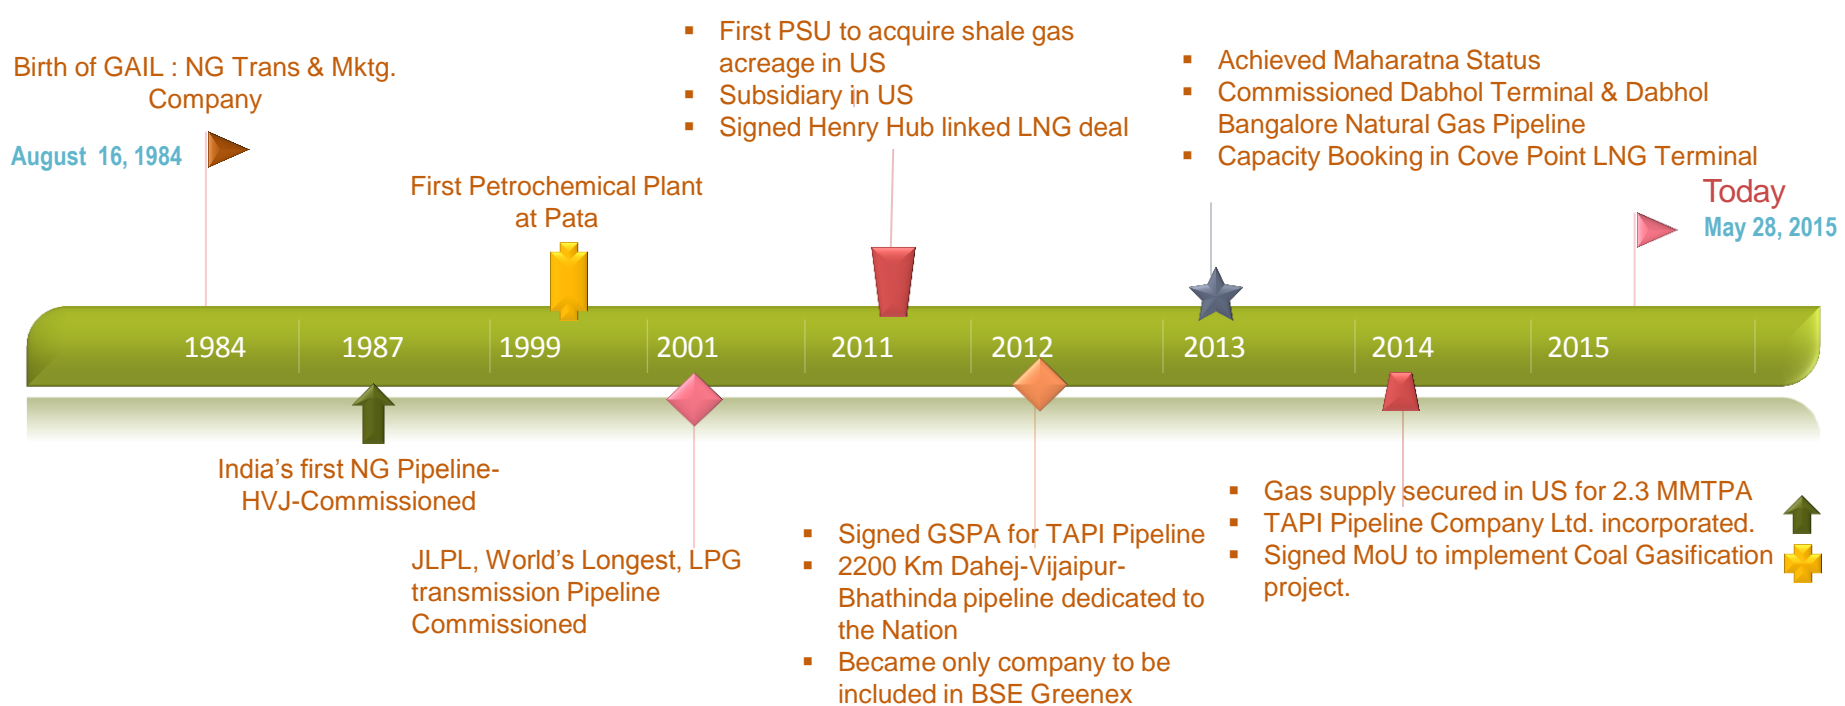 Birth of GAIL : NG Trans & Mktg.
Company
August 16, 1984
First Petrochemical Plant
at Pata
▪ First PSU to acquire shale gas
acreage in US
▪ Subsidiary in US
▪ Signed Henry Hub linked LNG deal
▪ Achieved Maharatna Status
▪ Commissioned Dabhol Terminal & Dabhol
Bangalore Natural Gas Pipeline
▪ Capacity Booking in Cove Point LNG Terminal
Today
May 28, 2015
1984 1987 1999 2001 2011 2012 2013 2014 2015
India’s first NG Pipeline-
HVJ-Commissioned
JLPL, World’s Longest, LPG
transmission Pipeline
Commissioned
▪ Signed GSPA for TAPI Pipeline
▪ 2200 Km Dahej-Vijaipur-
Bhathinda pipeline dedicated to
the Nation
▪ Became only company to be
included in BSE Greenex
▪ Gas supply secured in US for 2.3 MMTPA
▪ TAPI Pipeline Company Ltd. incorporated.
▪ Signed MoU to implement Coal Gasification
project.